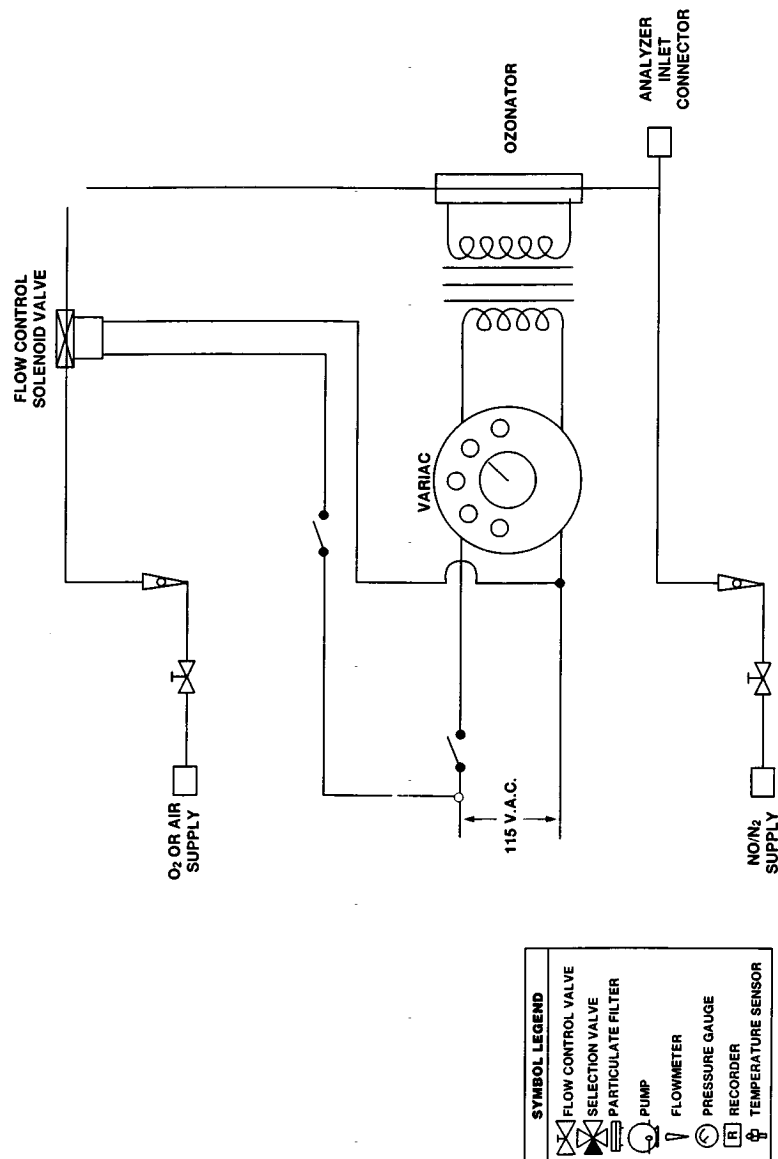 FLOW CONTROL
SOLENOID VALVE
O₂ OR AIR
SUPPLY
VARIAC
OZONATOR
115 V.A.C.
ANALYZER
INLET
CONNECTOR
NO/N₂
SUPPLY
SYMBOL LEGEND
FLOW CONTROL VALVE
SELECTION VALVE
PARTICULATE FILTER
PUMP
FLOWMETER
PRESSURE GAUGE
R RECORDER
TEMPERATURE SENSOR